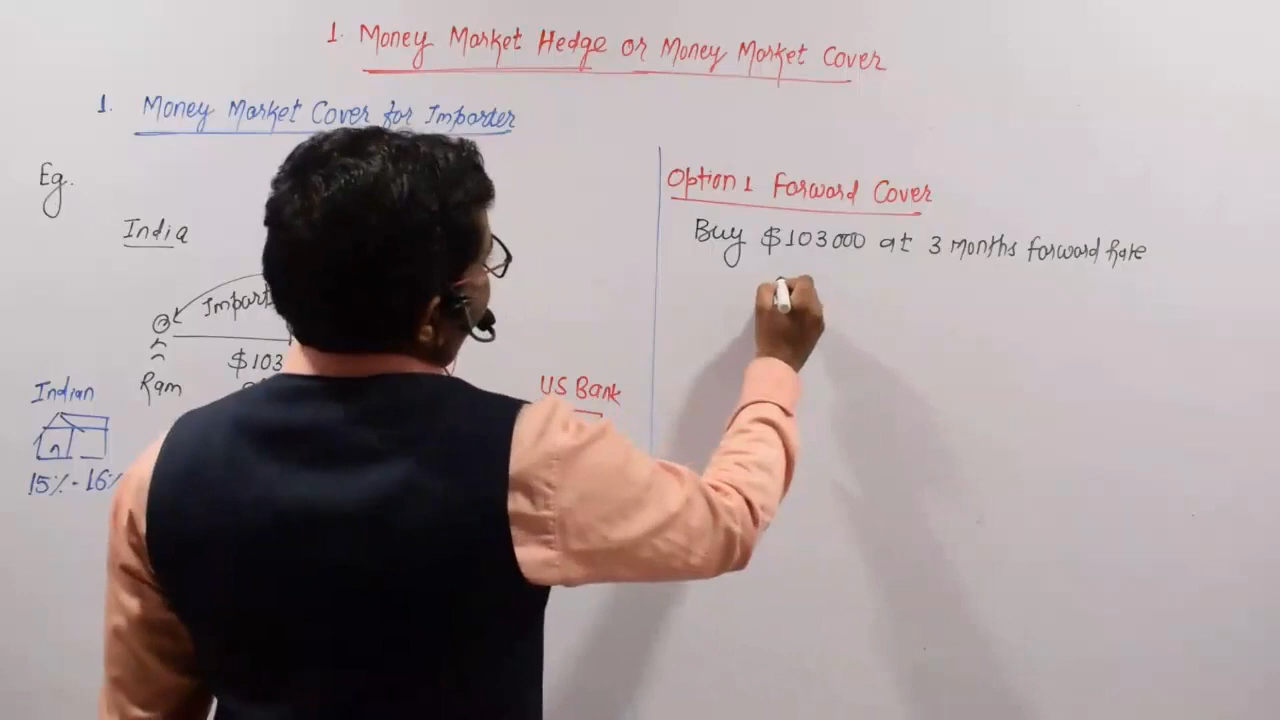 1. Money Market Hedge or Money Market Cover
1. Money Market Cover for Importer
Eg.
India
Import
$103
Ram
Indian
15% - 16%
US Bank
Option 1 Forward Cover
Buy $103000 at 3 Months forward Rate